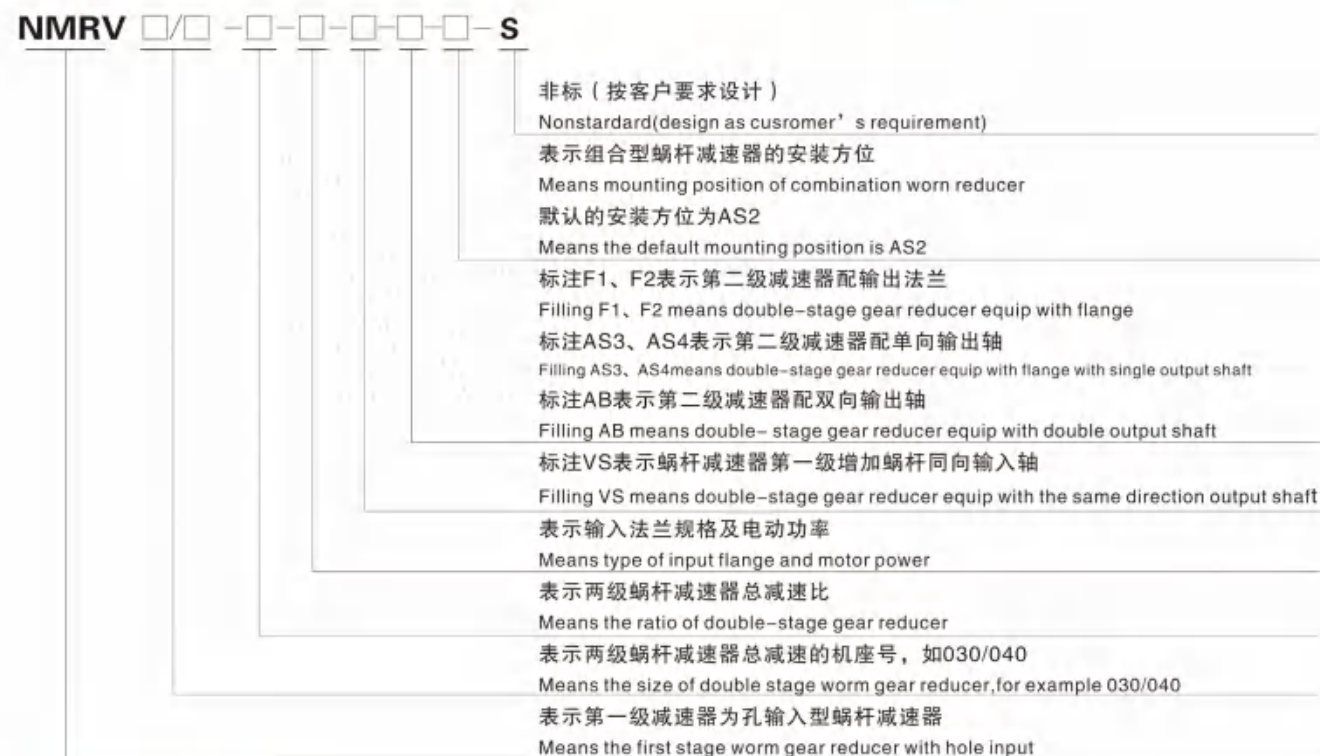 NMRV □/□ -□-□-□-□-□- S
非标（按客户要求设计）
Nonstardard(design as cusromer’s requirement)
表示组合型蜗杆减速器的安装方位
Means mounting position of combination worn reducer
默认的安装方位为AS2
Means the default mounting position is AS2
标注F1、F2表示第二级减速器配输出法兰
Filling F1、F2 means double-stage gear reducer equip with flange
标注AS3、AS4表示第二级减速器配单向输出轴
Filling AS3、AS4means double-stage gear reducer equip with flange with single output shaft
标注AB表示第二级减速器配双向输出轴
Filling AB means double- stage gear reducer equip with double output shaft
标注VS表示蜗杆减速器第一级增加蜗杆同向输入轴
Filling VS means double-stage gear reducer equip with the same direction output shaft
表示输入法兰规格及电动功率
Means type of input flange and motor power
表示两级蜗杆减速器总减速比
Means the ratio of double-stage gear reducer
表示两级蜗杆减速器总减速的机座号，如030/040
Means the size of double stage worm gear reducer,for example 030/040
表示第一级减速器为孔输入型蜗杆减速器
Means the first stage worm gear reducer with hole input